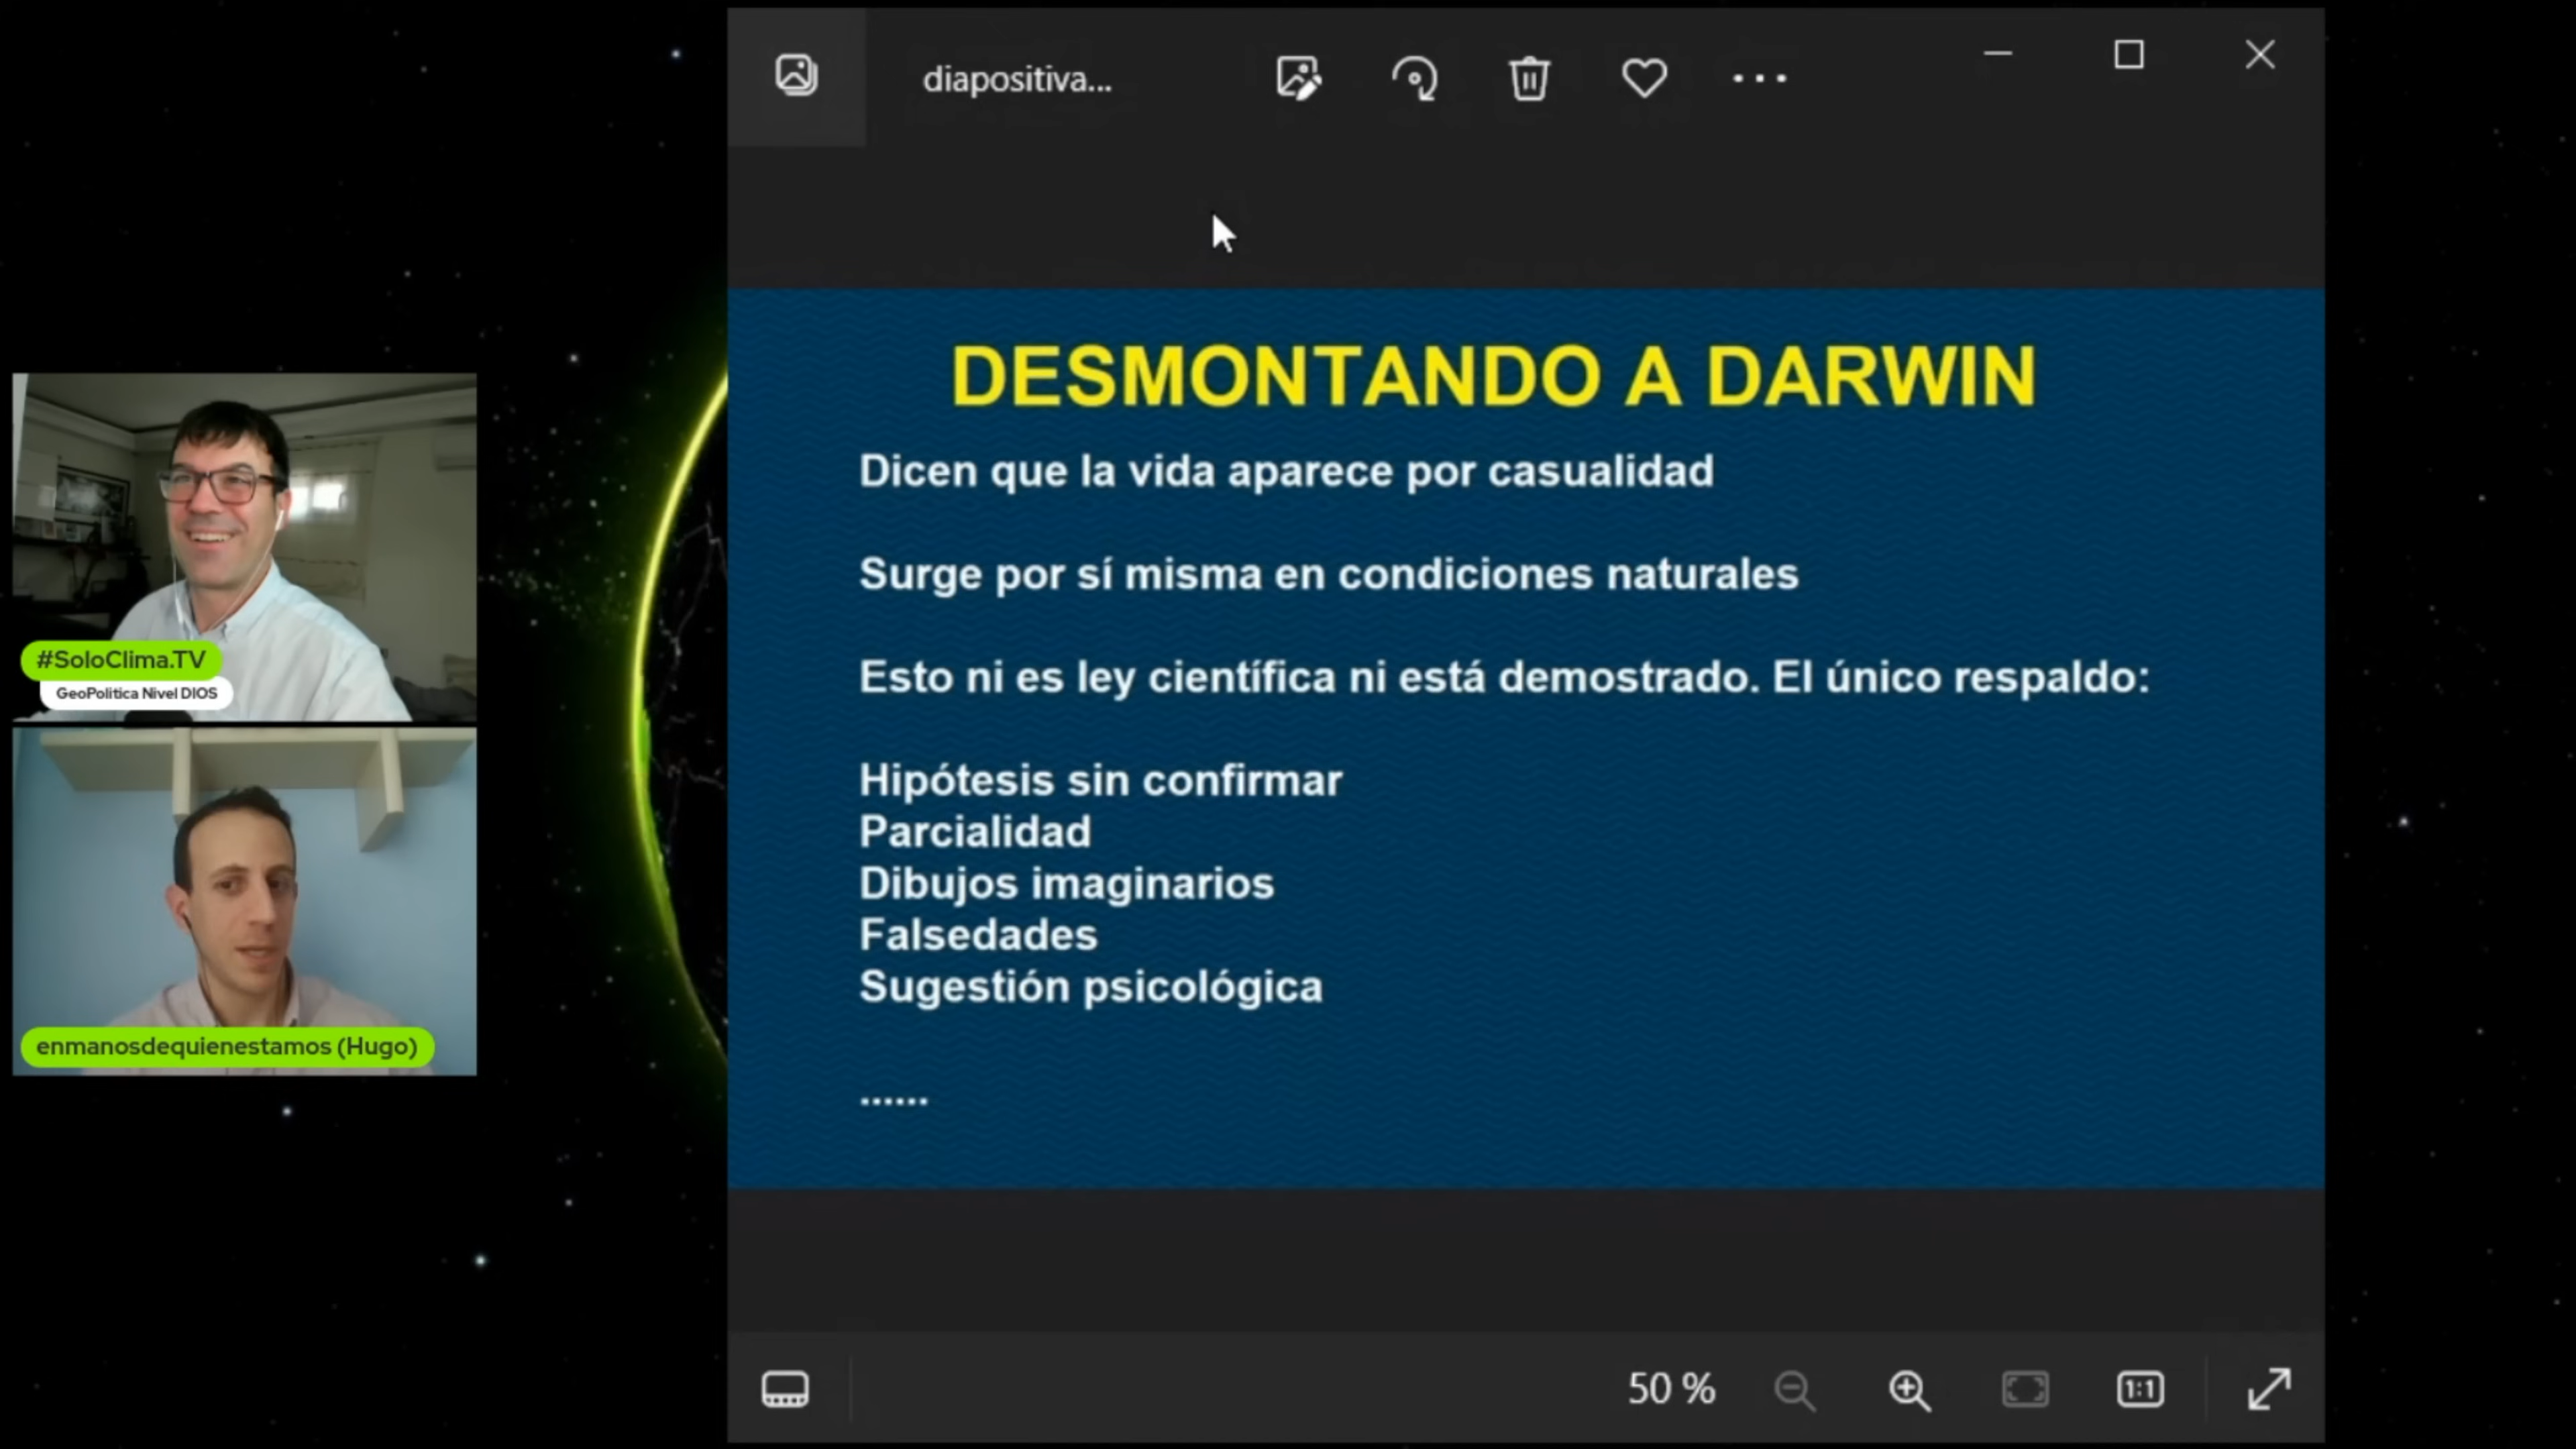 diapositiva...
DESMONTANDO A DARWIN
Dicen que la vida aparece por casualidad
Surge por sí misma en condiciones naturales
Esto ni es ley científica ni está demostrado. El único respaldo:
Hipótesis sin confirmar
Parcialidad
Dibujos imaginarios
Falsedades
Sugestión psicológica
......
#SoloClima.TV
GeoPolitica Nivel DIOS
enmanosdequienestamos (Hugo)
50 %
1:1